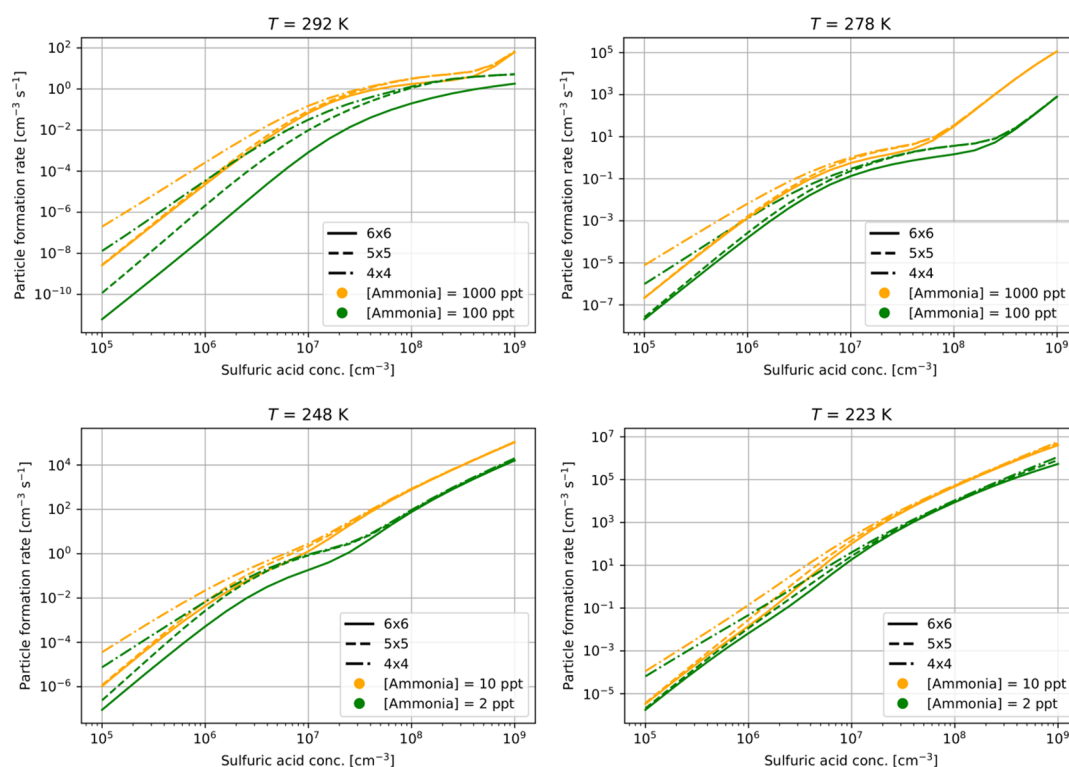 T = 292 K
Particle formation rate [cm⁻³ s⁻¹]
10²
10⁰
10⁻²
10⁻⁴
10⁻⁶
10⁻⁸
10⁻¹⁰
6x6
5x5
4x4
[Ammonia] = 1000 ppt
[Ammonia] = 100 ppt
10⁵ 10⁶ 10⁷ 10⁸ 10⁹
Sulfuric acid conc. [cm⁻³]
T = 278 K
Particle formation rate [cm⁻³ s⁻¹]
10⁵
10³
10¹
10⁻¹
10⁻³
10⁻⁵
10⁻⁷
6x6
5x5
4x4
[Ammonia] = 1000 ppt
[Ammonia] = 100 ppt
10⁵ 10⁶ 10⁷ 10⁸ 10⁹
Sulfuric acid conc. [cm⁻³]
T = 248 K
Particle formation rate [cm⁻³ s⁻¹]
10⁴
10²
10⁰
10⁻²
10⁻⁴
10⁻⁶
6x6
5x5
4x4
[Ammonia] = 10 ppt
[Ammonia] = 2 ppt
10⁵ 10⁶ 10⁷ 10⁸ 10⁹
Sulfuric acid conc. [cm⁻³]
T = 223 K
Particle formation rate [cm⁻³ s⁻¹]
10⁷
10⁵
10³
10¹
10⁻¹
10⁻³
10⁻⁵
6x6
5x5
4x4
[Ammonia] = 10 ppt
[Ammonia] = 2 ppt
10⁵ 10⁶ 10⁷ 10⁸ 10⁹
Sulfuric acid conc. [cm⁻³]